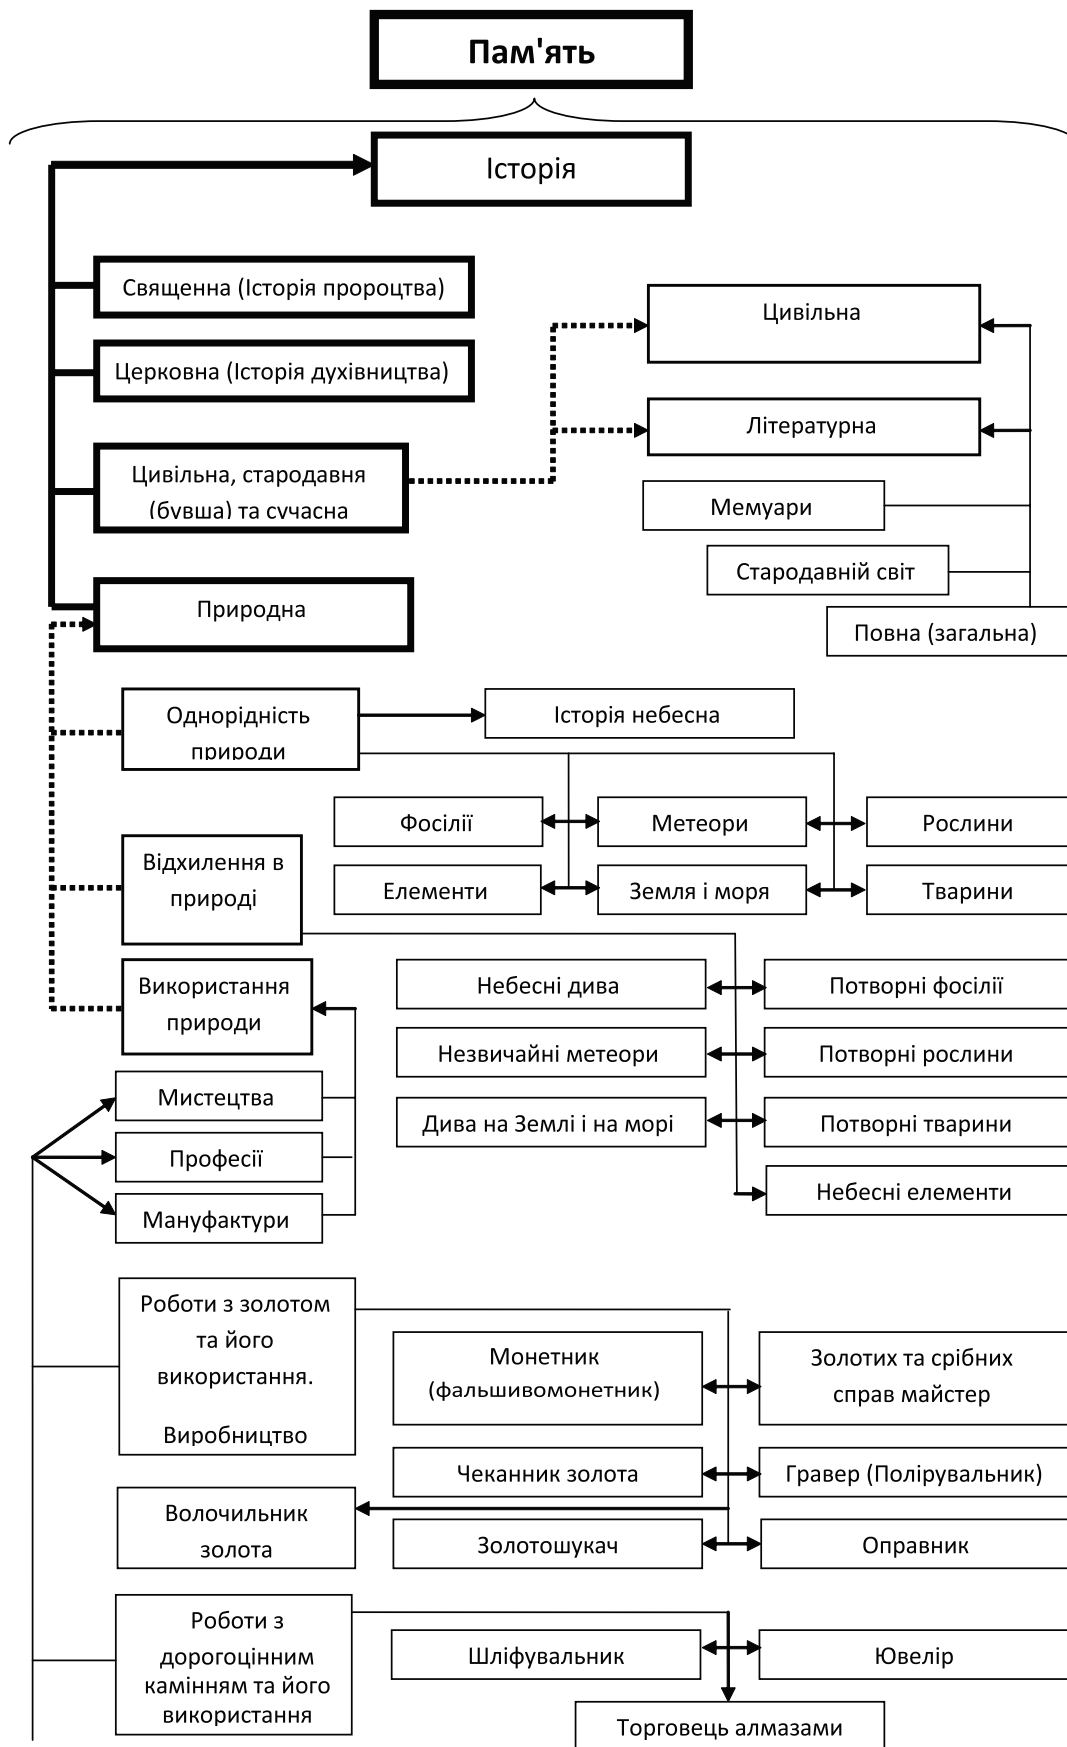 Пам'ять
Історія
Священна (Історія пророцтва)
Церковна (Історія духівництва)
Цивільна, стародавня
(бувша) та сучасна
Природна
Цивільна
Літературна
Мемуари
Стародавній світ
Повна (загальна)
Однорідність
природи
Історія небесна
Фосілії
Метеори
Рослини
Елементи
Земля і моря
Тварини
Відхилення в
природі
Використання
природи
Небесні дива
Потворні фосілії
Незвичайні метеори
Потворні рослини
Дива на Землі і на морі
Потворні тварини
Небесні елементи
Мистецтва
Професії
Мануфактури
Роботи з золотом
та його
використання.
Виробництво
Монетник
(фальшивомонетник)
Золотих та срібних
справ майстер
Чеканник золота
Гравер (Полірувальник)
Волочильник
золота
Золотошукач
Оправник
Роботи з
дорогоцінним
камінням та його
використання
Шліфувальник
Ювелір
Торговець алмазами